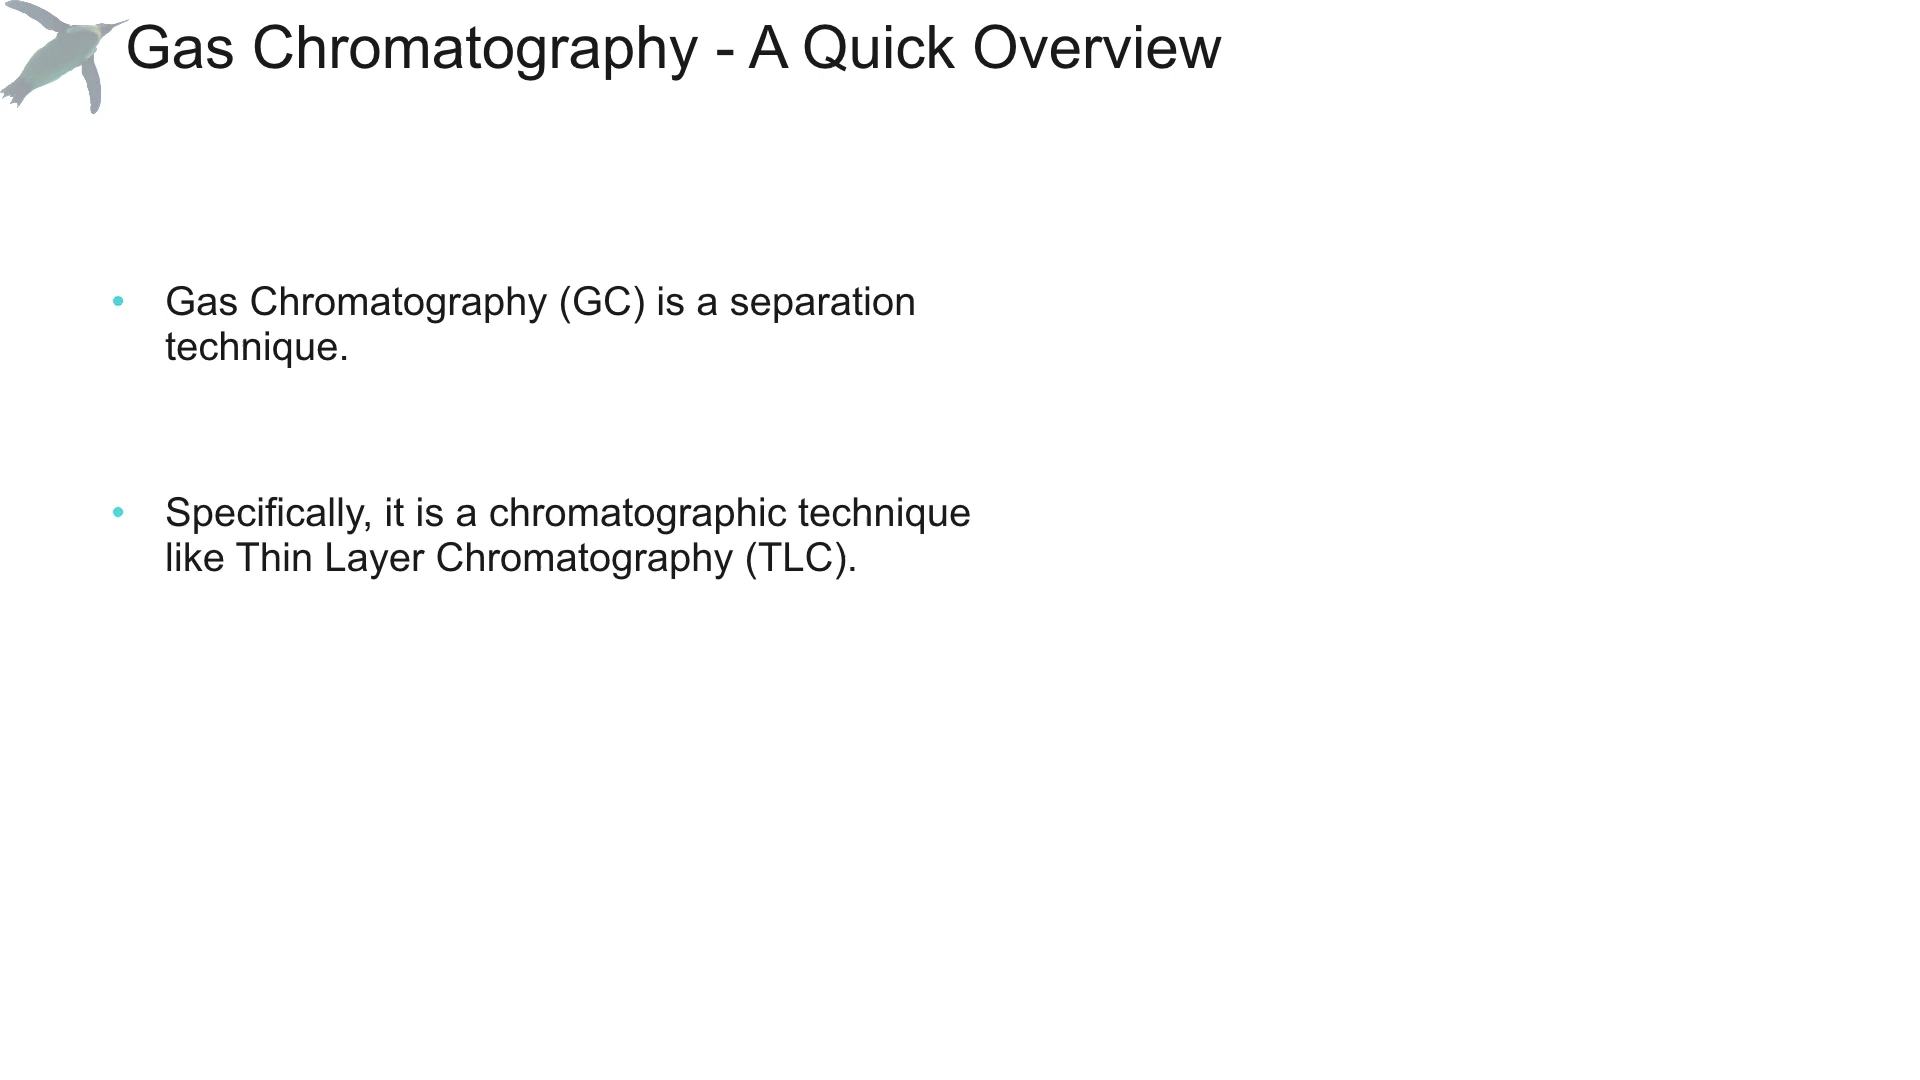 Gas Chromatography - A Quick Overview
• Gas Chromatography (GC) is a separation
technique.
• Specifically, it is a chromatographic technique
like Thin Layer Chromatography (TLC).